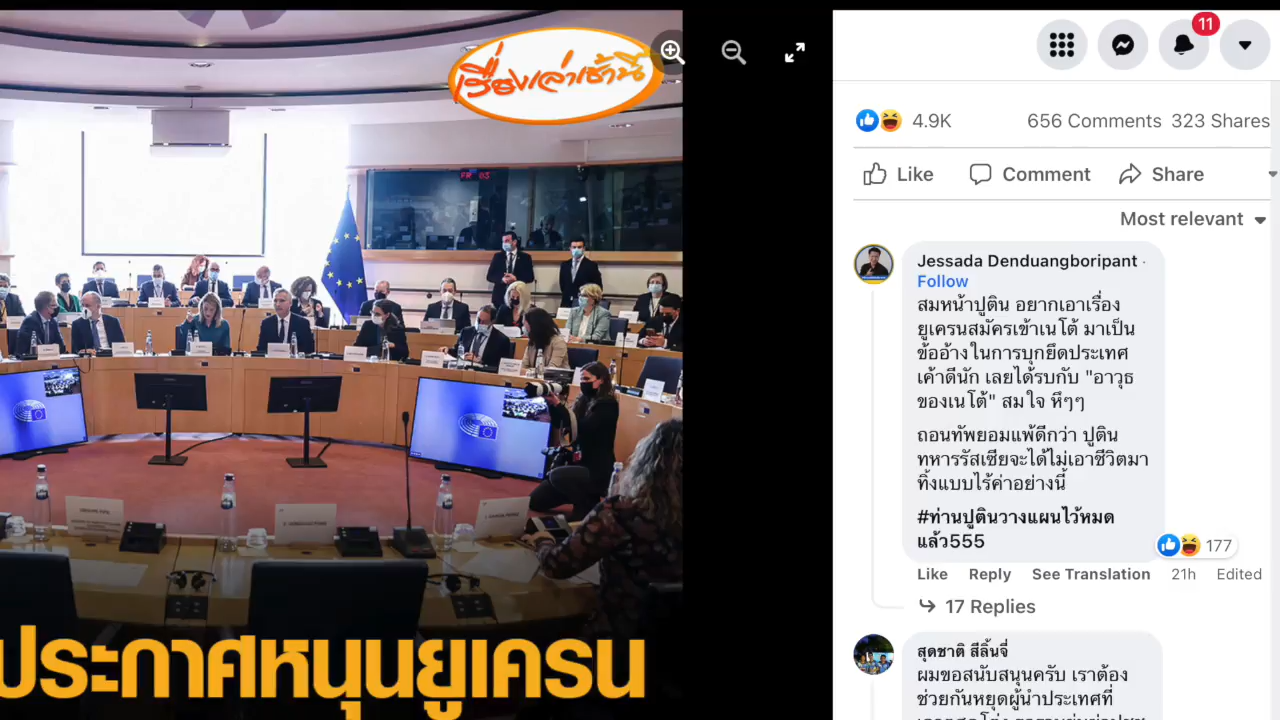 เรื่องเล่าเช้านี้
FR 03
ประกาศหนุนยูเครน
11
4.9K
656 Comments 323 Shares
Like Comment Share
Most relevant
Jessada Denduangboripant ·
Follow
สมหน้าปูติน อยากเอาเรื่อง
ยูเครนสมัครเข้าเนโต้ มาเป็น
ข้ออ้างในการบุกยึดประเทศ
เค้าดีนัก เลยได้รบกับ "อาวุธ
ของเนโต้" สมใจ หึๆๆ
ถอนทัพยอมแพ้ดีกว่า ปูติน
ทหารรัสเซียจะได้ไม่เอาชีวิตมา
ทิ้งแบบไร้ค่าอย่างนี้
#ท่านปูตินวางแผนไว้หมด
แล้ว555
177
Like Reply See Translation 21h Edited
17 Replies
สุดชาติ สีลิ้นจี่
ผมขอสนับสนุนครับ เราต้อง
ช่วยกันหยุดผู้นำประเทศที่